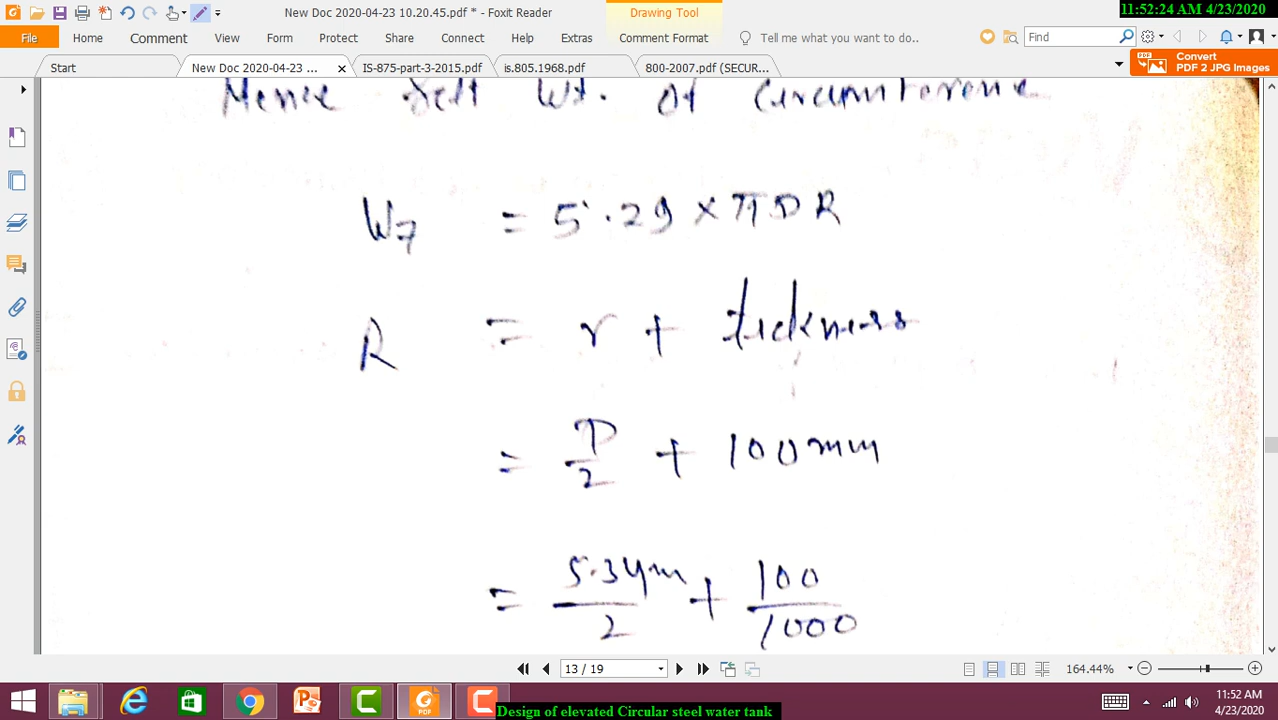 New Doc 2020-04-23 10.20.45.pdf * - Foxit Reader
Drawing Tool
11:52:24 AM 4/23/2020
File Home Comment View Form Protect Share Connect Help Extras Comment Format Tell me what you want to do.. Find
Start New Doc 2020-04-23 ... IS-875-part-3-1515.pdf is.805.1968.pdf 800-2007.pdf (SECUR...
Convert
PDF 2 JPG Images
Hence self Wt. of Circumference
W7 = 5.29 × π D R
R = r + tickness
= D/2 + 100mm
= 5.34m/2 + 100/1000
13 / 19 164.44%
11:52 AM
4/23/2020
Design of elevated Circular steel water tank